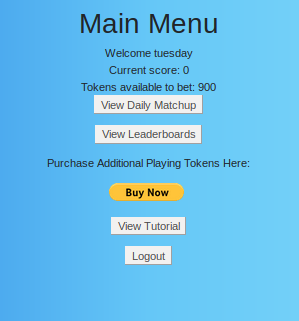 Main Menu
Welcome tuesday
Current score: 0
Tokens available to bet: 900
View Daily Matchup
View Leaderboards
Purchase Additional Playing Tokens Here:
Buy Now
View Tutorial
Logout